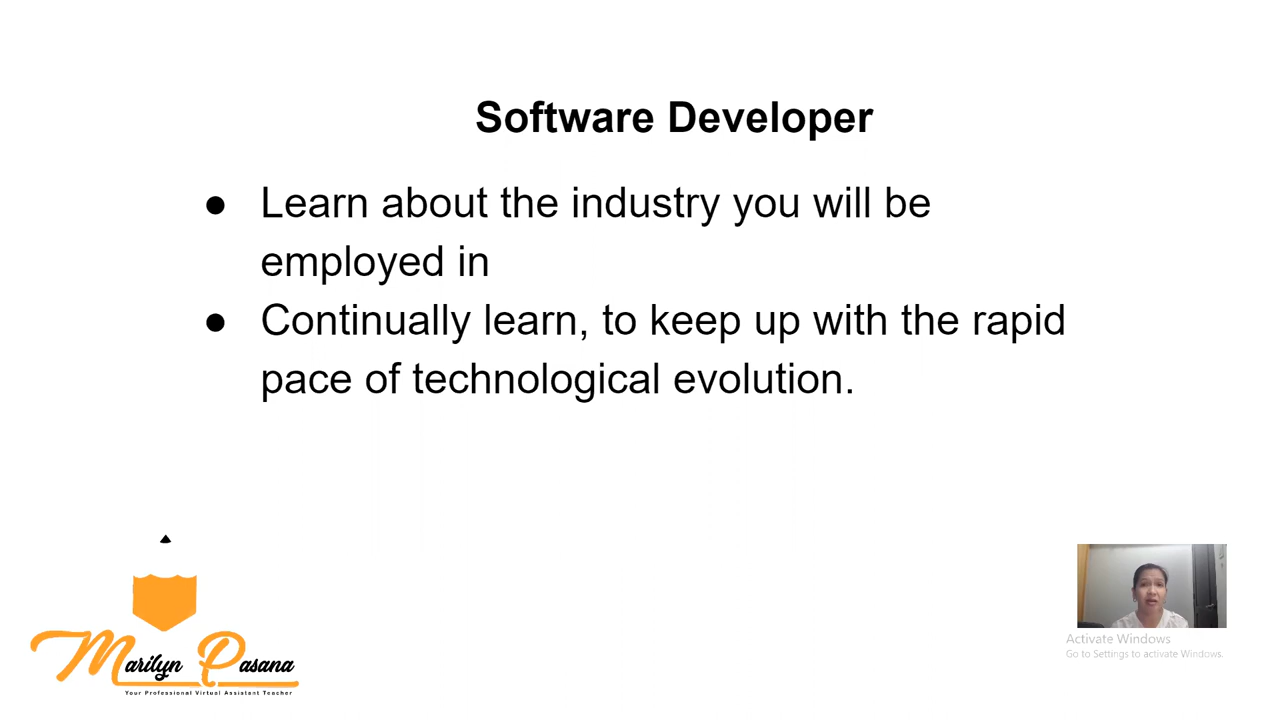 Software Developer
● Learn about the industry you will be
employed in
● Continually learn, to keep up with the rapid
pace of technological evolution.
Marilyn Pasana
Your Professional Virtual Assistant Teacher
Activate Windows
Go to Settings to activate Windows.